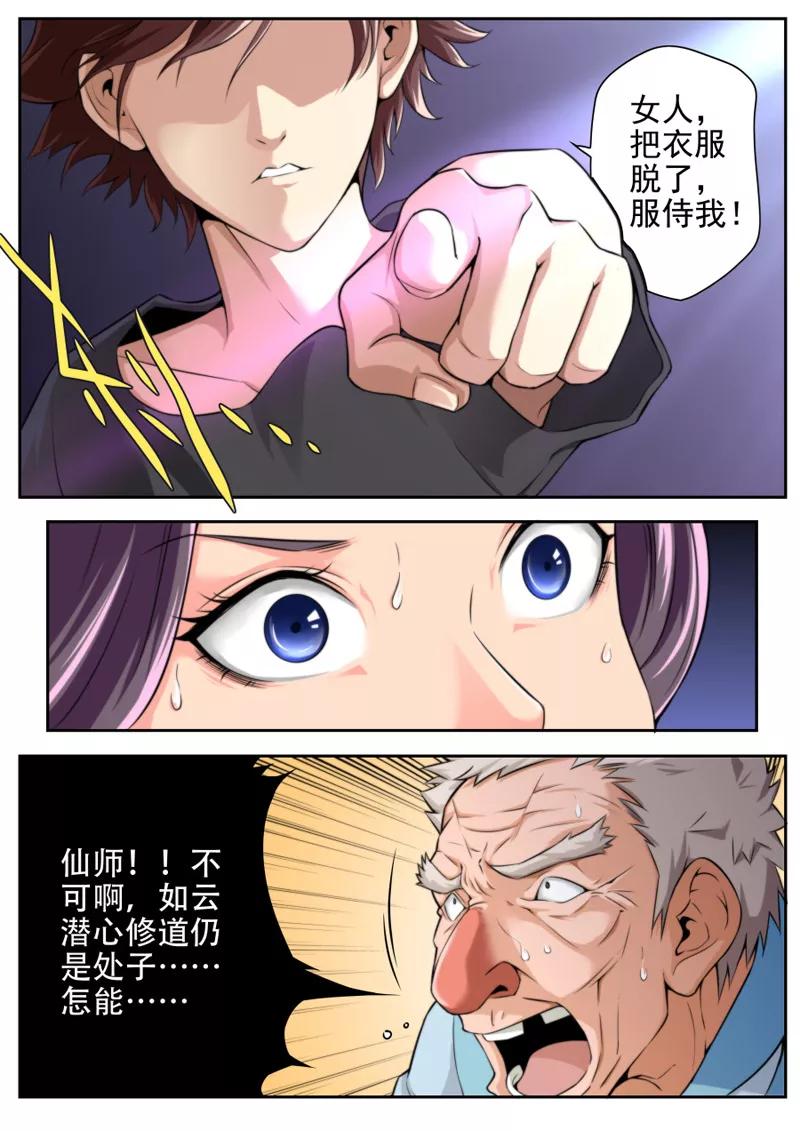 女人，
把衣服
脱了，
服侍我！
仙师！！不
可啊，如云
潜心修道仍
是处子……
怎能……